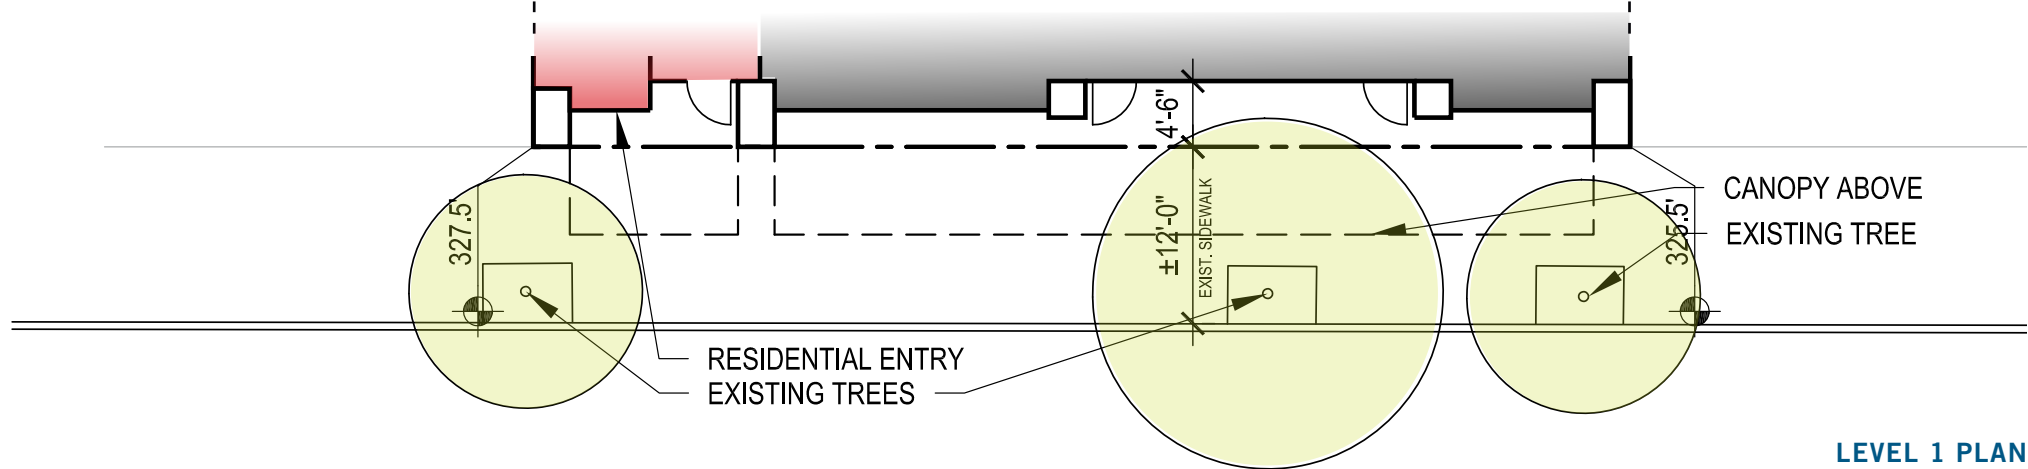 4'-6"
±12'-0"
EXIST. SIDEWALK
327.5'
325.5'
CANOPY ABOVE
EXISTING TREE
RESIDENTIAL ENTRY
EXISTING TREES
LEVEL 1 PLAN